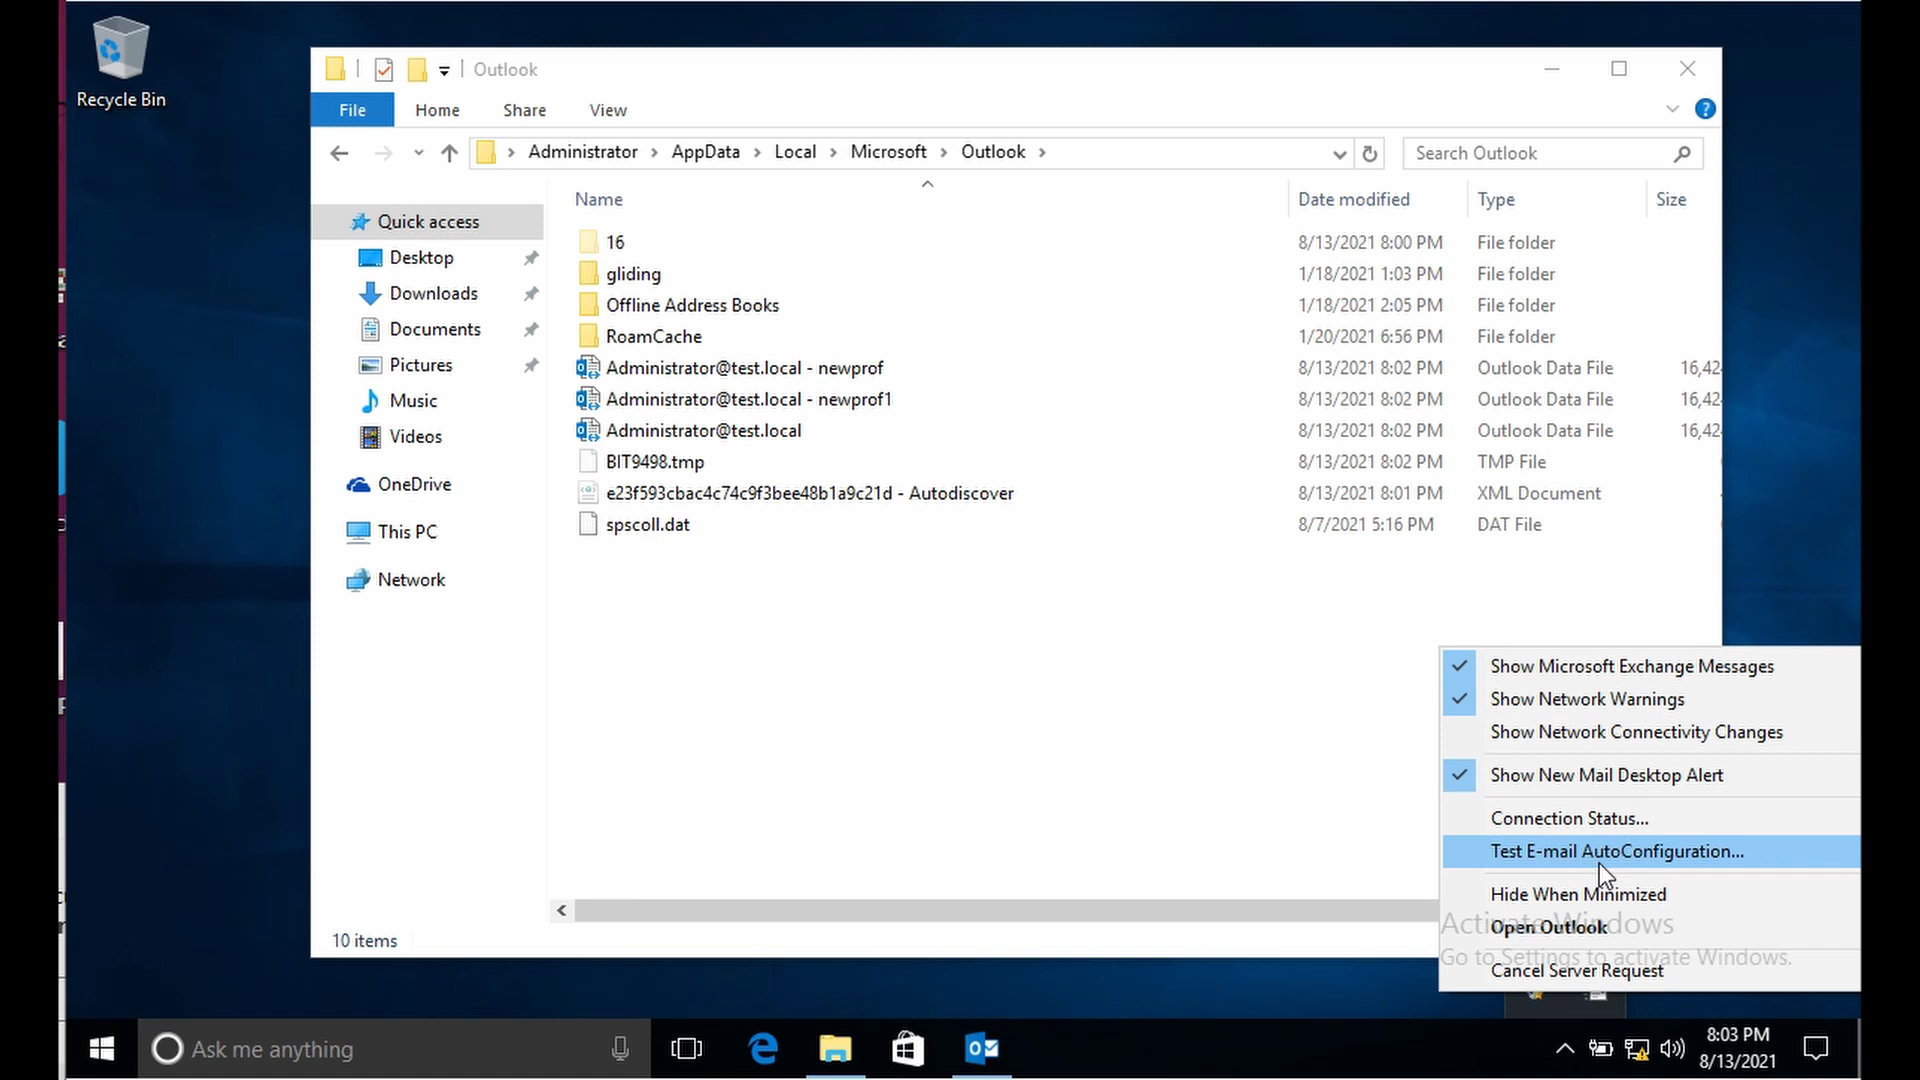 Recycle Bin
Outlook
File
Home
Share
View
Administrator
AppData
Local
Microsoft
Outlook
Search Outlook
Name
Date modified
Type
Size
Quick access
Desktop
Downloads
Documents
Pictures
Music
Videos
OneDrive
This PC
Network
16 8/13/2021 8:00 PM File folder
gliding 1/18/2021 1:03 PM File folder
Offline Address Books 1/18/2021 2:05 PM File folder
RoamCache 1/20/2021 6:56 PM File folder
Administrator@test.local - newprof 8/13/2021 8:02 PM Outlook Data File 16,42
Administrator@test.local - newprof1 8/13/2021 8:02 PM Outlook Data File 16,42
Administrator@test.local 8/13/2021 8:02 PM Outlook Data File 16,42
BIT9498.tmp 8/13/2021 8:02 PM TMP File
e23f593cbac4c74c9f3bee48b1a9c21d - Autodiscover 8/13/2021 8:01 PM XML Document
spscoll.dat 8/7/2021 5:16 PM DAT File
10 items
Show Microsoft Exchange Messages
Show Network Warnings
Show Network Connectivity Changes
Show New Mail Desktop Alert
Connection Status...
Test E-mail AutoConfiguration...
Hide When Minimized
Activate Windows
Open Outlook
Go to Settings to activate Windows.
Cancel Server Request
Ask me anything
8:03 PM
8/13/2021